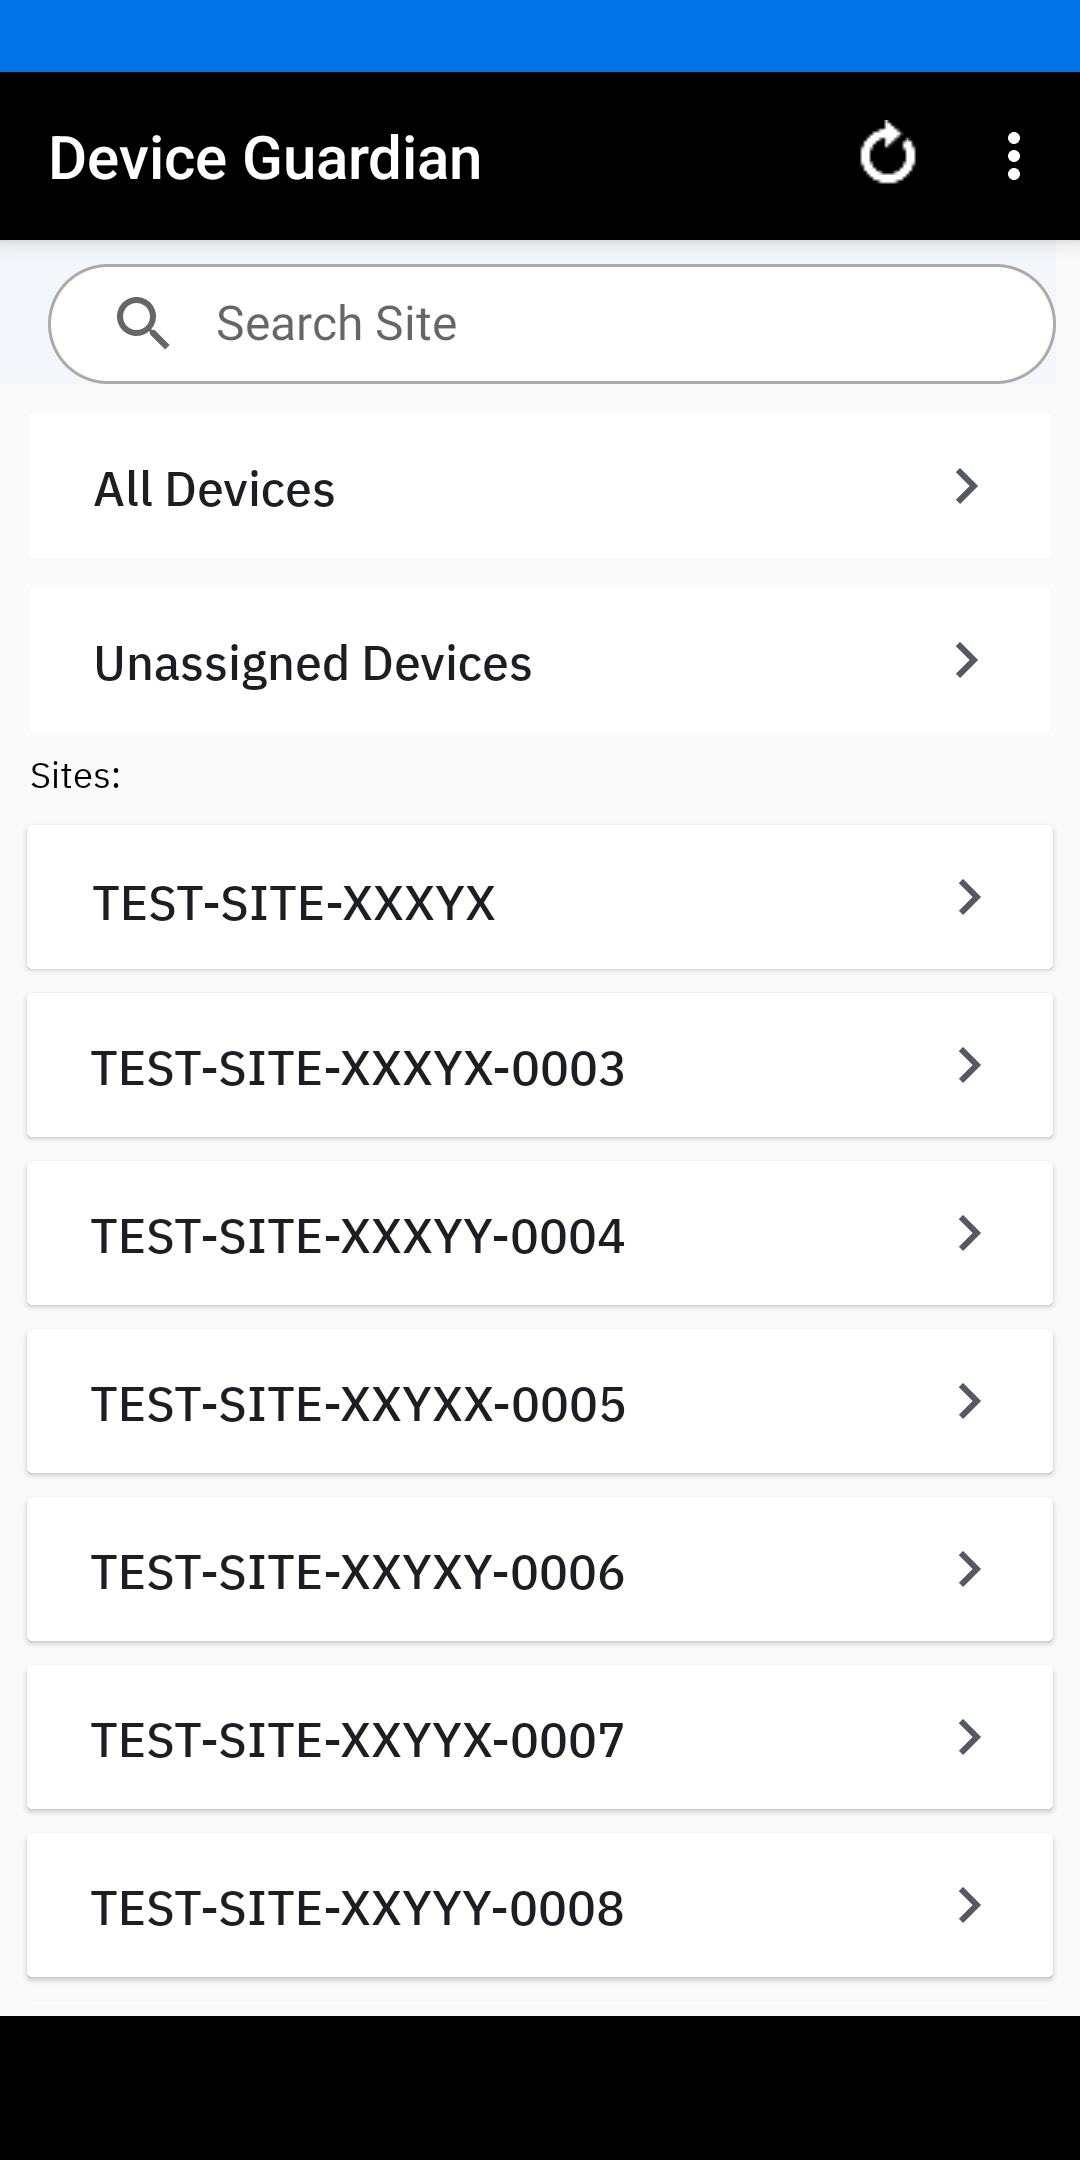 Device Guardian
Search Site
All Devices
Unassigned Devices
Sites:
TEST-SITE-XXXYX
TEST-SITE-XXXYX-0003
TEST-SITE-XXXYY-0004
TEST-SITE-XXYXX-0005
TEST-SITE-XXYXY-0006
TEST-SITE-XXYYX-0007
TEST-SITE-XXYYY-0008